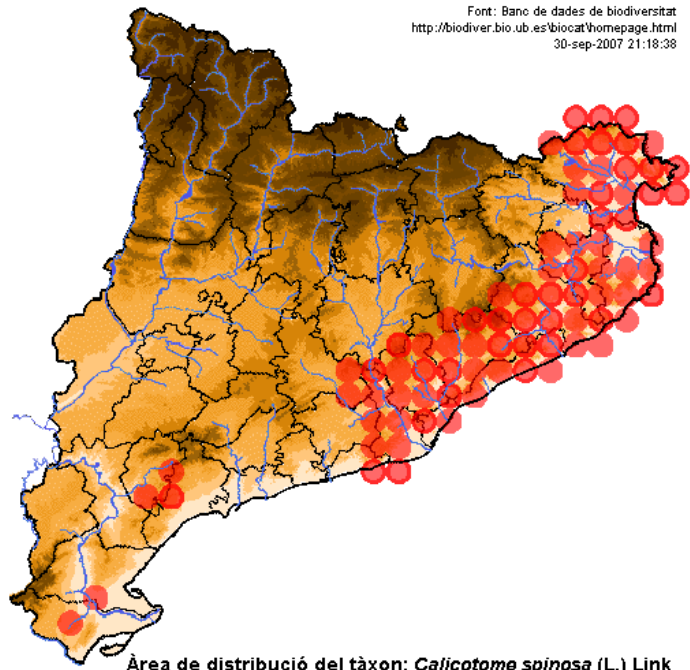 Font: Banc de dades de biodiversitat
http://biodiver.bio.ub.es/biocat/homepage.html
30-sep-2007 21:18:38
Àrea de distribució del tàxon: Calicotome spinosa (L.) Link